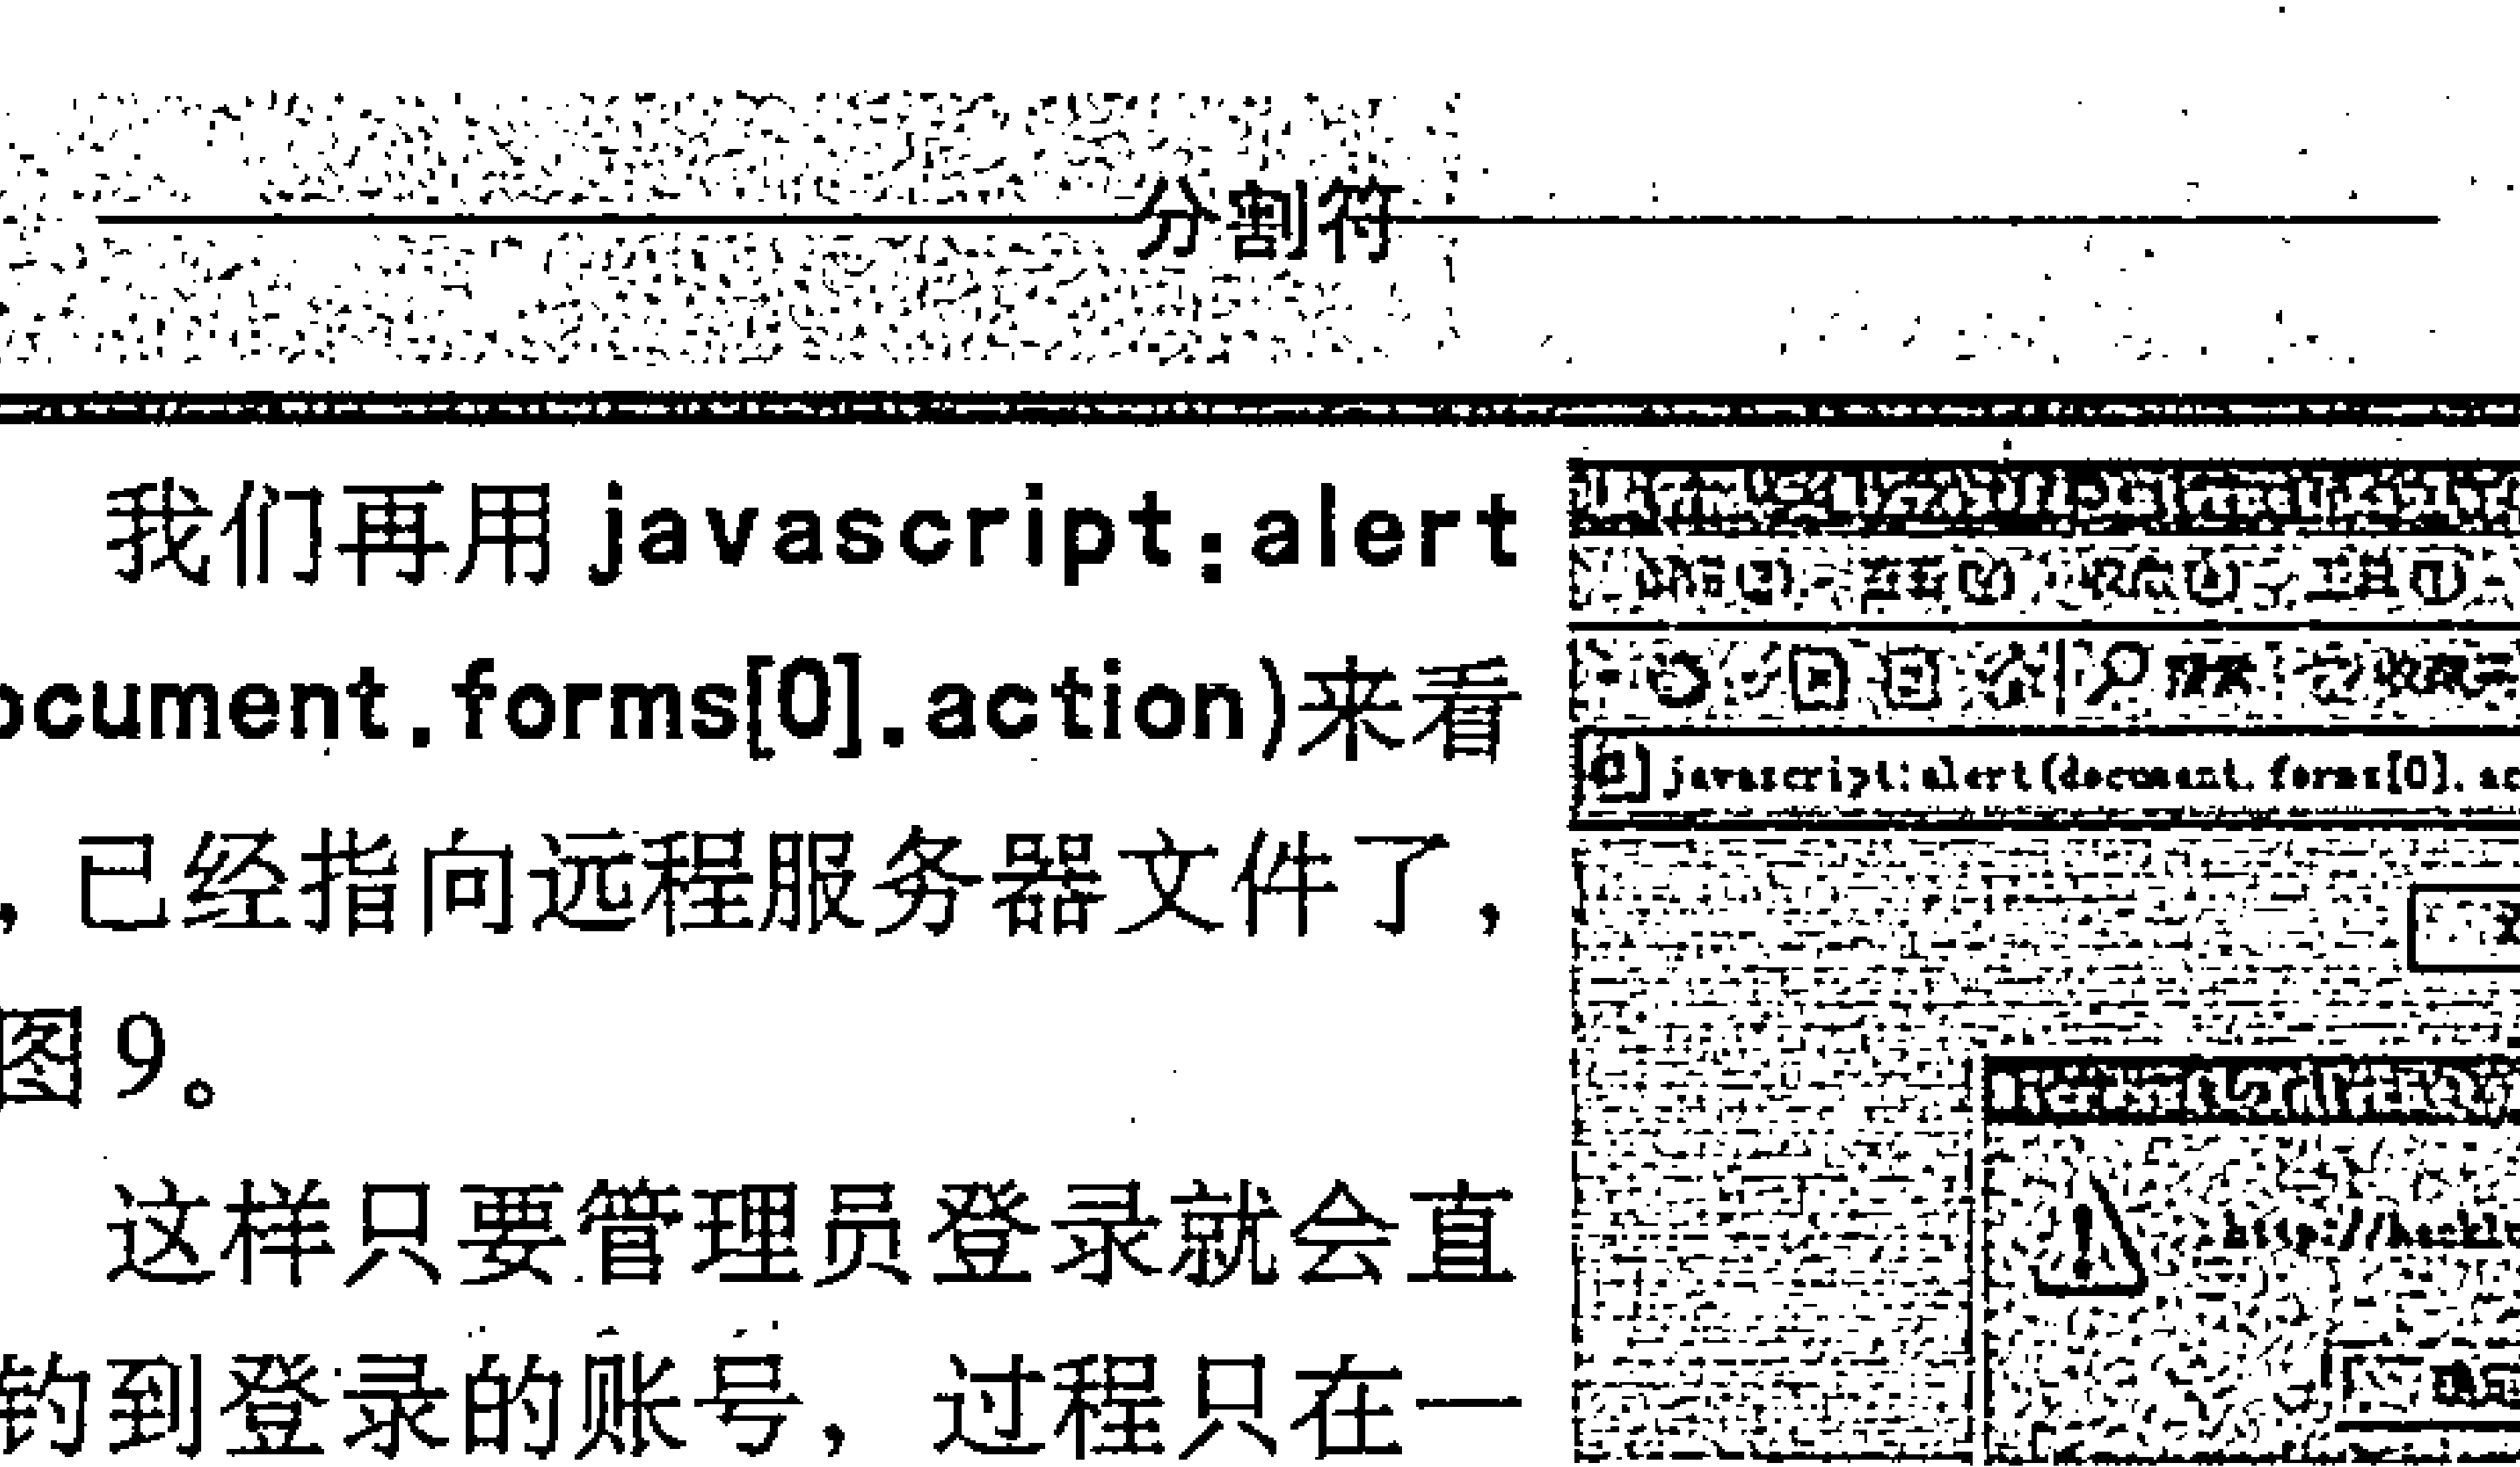 分割符
我们再用 javascript:alert
ocument.forms[0].action)来看
，已经指向远程服务器文件了，
图 9。
这样只要管理员登录就会直
钓到登录的账号，过程只在一
javascript:alert(document.forms[0].ac
http://